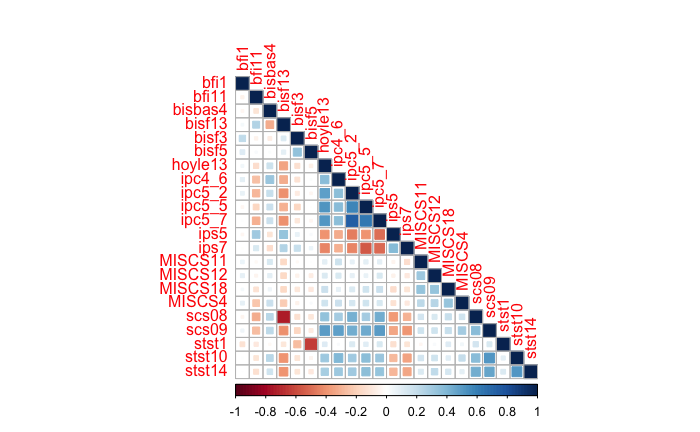 bfi1
bfi11
bisbas4
bisf13
bisf3
bisf5
hoyle13
ipc4_6
ipc5_2
ipc5_5
ipc5_7
ips5
ips7
MISCS11
MISCS12
MISCS18
MISCS4
scs08
scs09
stst1
stst10
stst14
bfi1
bfi11
bisbas4
bisf13
bisf3
bisf5
hoyle13
ipc4_6
ipc5_2
ipc5_5
ipc5_7
ips5
ips7
MISCS11
MISCS12
MISCS18
MISCS4
scs08
scs09
stst1
stst10
stst14
-1 -0.8 -0.6 -0.4 -0.2 0 0.2 0.4 0.6 0.8 1